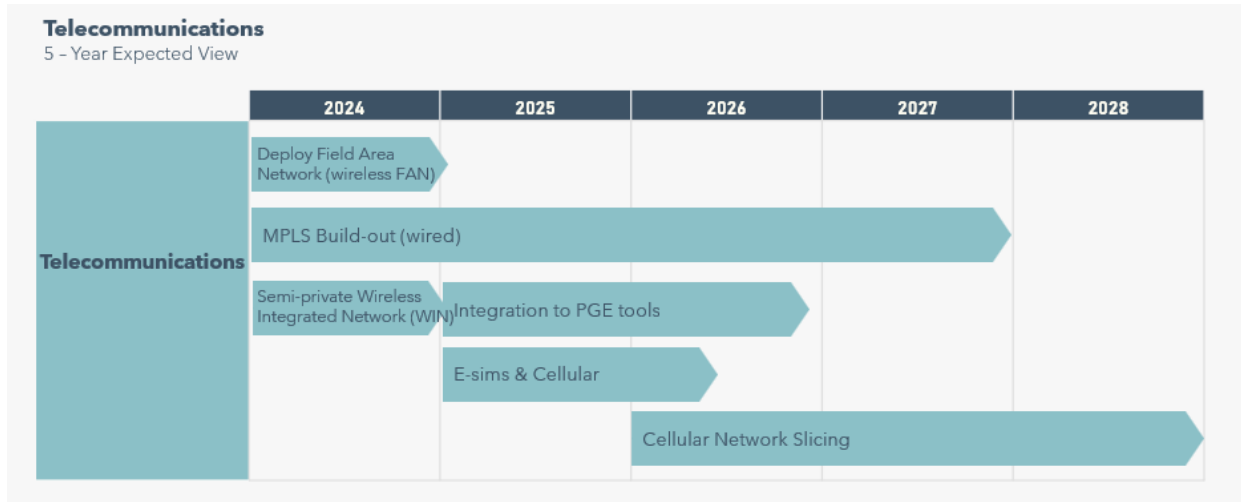 Telecommunications
5 – Year Expected View
2024 2025 2026 2027 2028
Telecommunications
Deploy Field Area
Network (wireless FAN)
MPLS Build-out (wired)
Semi-private Wireless
Integrated Network (WIN)
Integration to PGE tools
E-sims & Cellular
Cellular Network Slicing